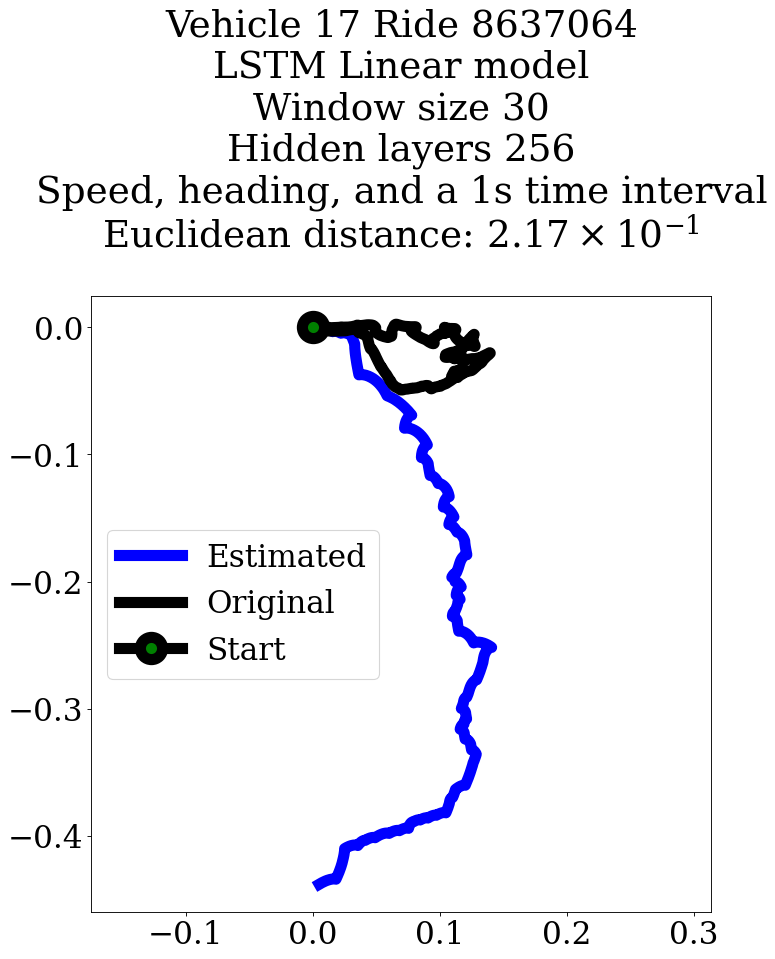 Vehicle 17 Ride 8637064
LSTM Linear model
Window size 30
Hidden layers 256
Speed, heading, and a 1s time interval
Euclidean distance: 2.17 × 10⁻¹
0.0
−0.1
−0.2
−0.3
−0.4
Estimated
Original
Start
−0.1 0.0 0.1 0.2 0.3